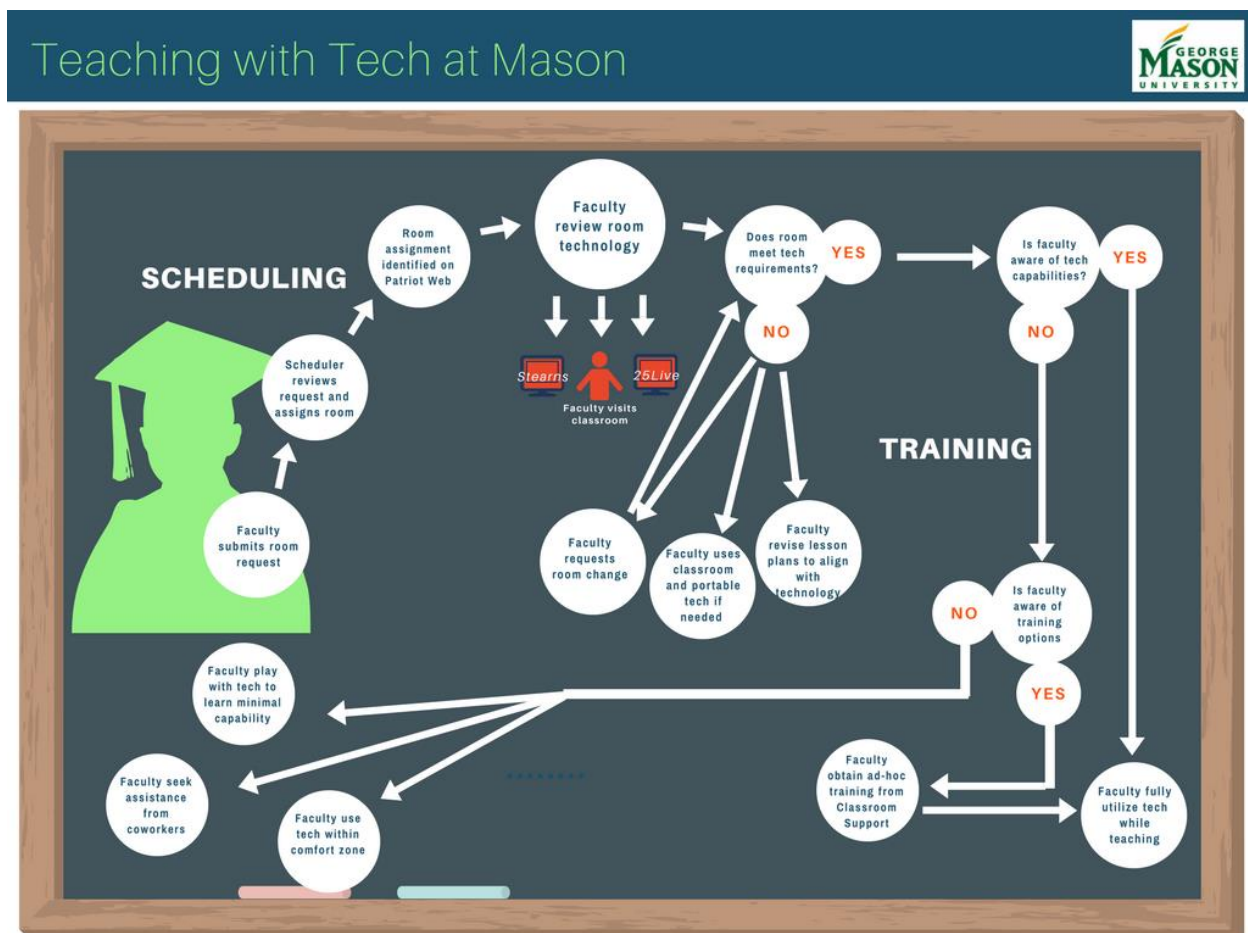 Teaching with Tech at Mason
GEORGE
MASON
UNIVERSITY
SCHEDULING
Faculty
submits room
request
Scheduler
reviews
request and
assigns room
Room
assignment
identified on
Patriot Web
Faculty
review room
technology
Stearns
Faculty visits
classroom
25Live
Does room
meet tech
requirements?
YES
NO
Faculty
requests
room change
Faculty uses
classroom
and portable
tech if
needed
Faculty
revise lesson
plans to align
with
technology
TRAINING
Is faculty
aware of tech
capabilities?
YES
NO
Is faculty
aware of
training
options
NO
YES
Faculty play
with tech to
learn minimal
capability
Faculty seek
assistance
from
coworkers
Faculty use
tech within
comfort zone
Faculty
obtain ad-hoc
training from
Classroom
Support
Faculty fully
utilize tech
while
teaching